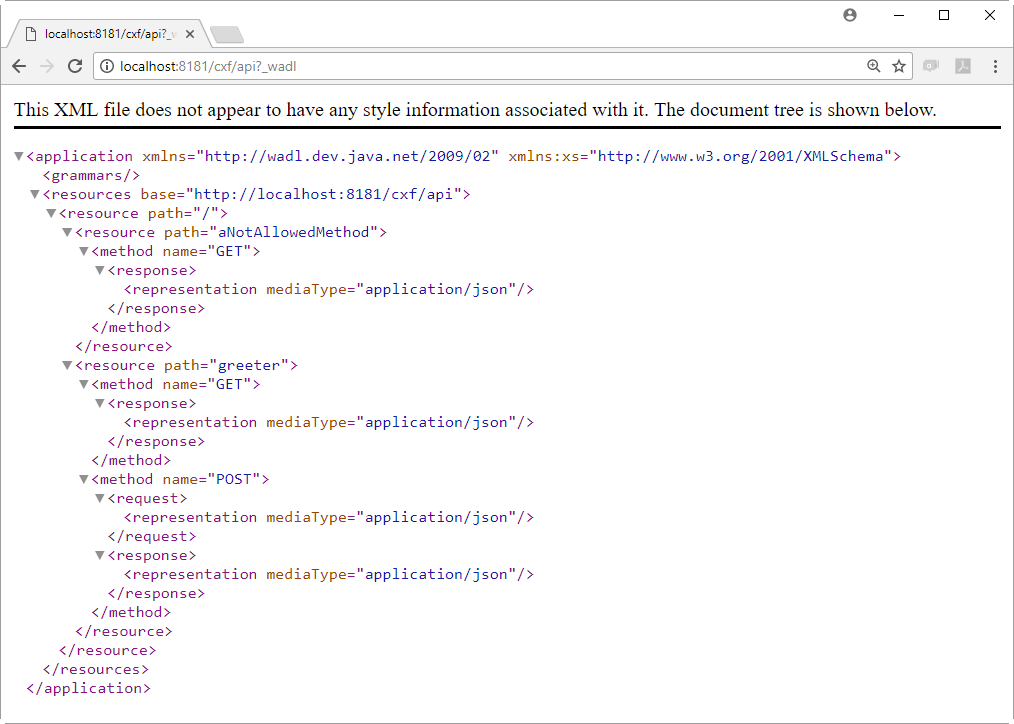 localhost:8181/cxf/api?_w
localhost:8181/cxf/api?_wadl
This XML file does not appear to have any style information associated with it. The document tree is shown below.
<application xmlns="http://wadl.dev.java.net/2009/02" xmlns:xs="http://www.w3.org/2001/XMLSchema">
<grammars/>
<resources base="http://localhost:8181/cxf/api">
<resource path="/">
<resource path="aNotAllowedMethod">
<method name="GET">
<response>
<representation mediaType="application/json"/>
</response>
</method>
</resource>
<resource path="greeter">
<method name="GET">
<response>
<representation mediaType="application/json"/>
</response>
</method>
<method name="POST">
<request>
<representation mediaType="application/json"/>
</request>
<response>
<representation mediaType="application/json"/>
</response>
</method>
</resource>
</resource>
</resources>
</application>